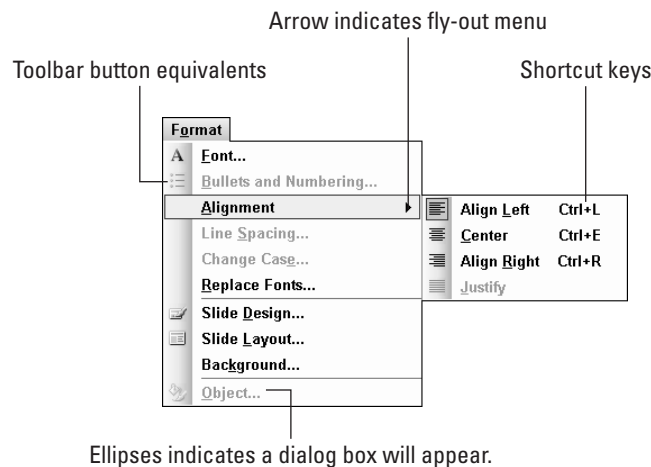 Arrow indicates fly-out menu
Toolbar button equivalents
Shortcut keys
Format
A Font...
Bullets and Numbering...
Alignment
Align Left Ctrl+L
Line Spacing...
Center Ctrl+E
Change Case...
Align Right Ctrl+R
Replace Fonts...
Justify
Slide Design...
Slide Layout...
Background...
Object...
Ellipses indicates a dialog box will appear.